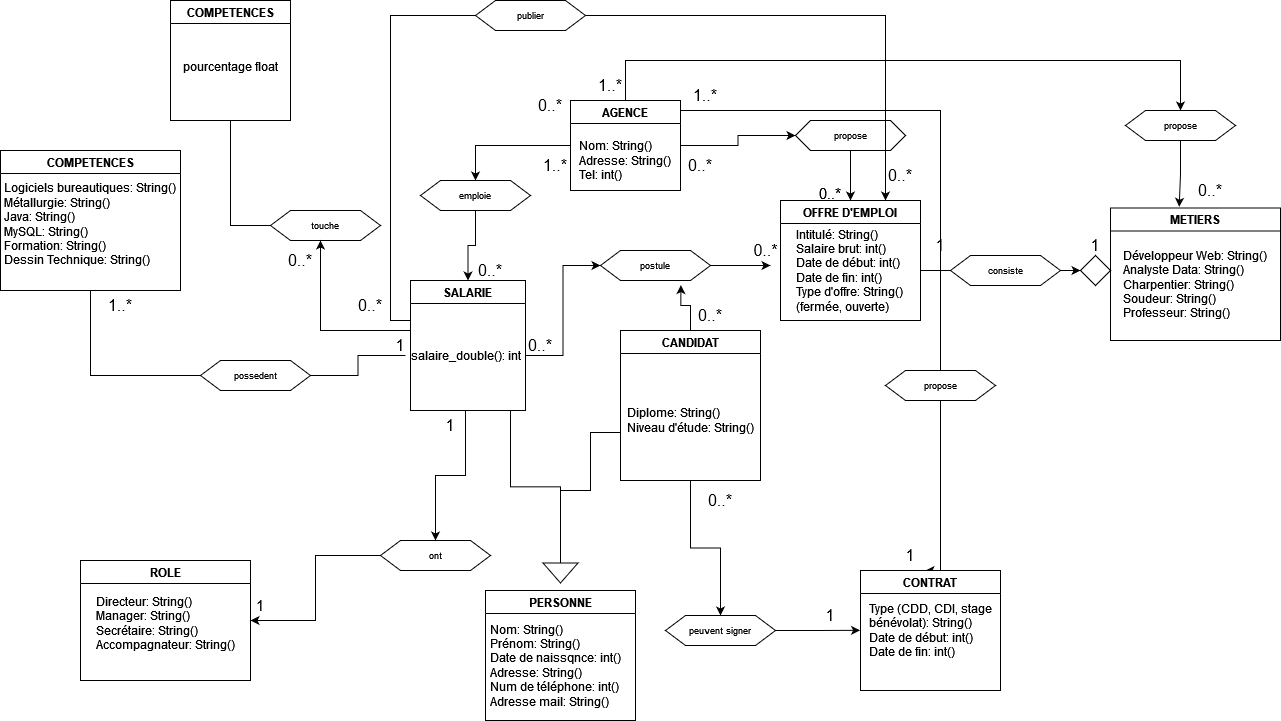 COMPETENCES
pourcentage float
publier
1..*
0..*
1..*
AGENCE
Nom: String()
Adresse: String()
Tel: int()
1..*
0..*
propose
propose
0..*
COMPETENCES
Logiciels bureautiques: String()
Métallurgie: String()
Java: String()
MySQL: String()
Formation: String()
Dessin Technique: String()
1..*
emploie
0..*
0..*
0..*
OFFRE D'EMPLOI
Intitulé: String()
Salaire brut: int()
Date de début: int()
Date de fin: int()
Type d'offre: String()
(fermée, ouverte)
METIERS
Développeur Web: String()
Analyste Data: String()
Charpentier: String()
Soudeur: String()
Professeur: String()
touche
0..*
0..*
postule
0..*
1
consiste
1
SALARIE
salaire_double(): int
0..*
1
possedent
0..*
CANDIDAT
Diplome: String()
Niveau d'étude: String()
propose
1
0..*
ont
1
ROLE
Directeur: String()
Manager: String()
Secrétaire: String()
Accompagnateur: String()
1
PERSONNE
Nom: String()
Prénom: String()
Date de naissqnce: int()
Adresse: String()
Num de téléphone: int()
Adresse mail: String()
peuvent signer
1
CONTRAT
Type (CDD, CDI, stage
bénévolat): String()
Date de début: int()
Date de fin: int()